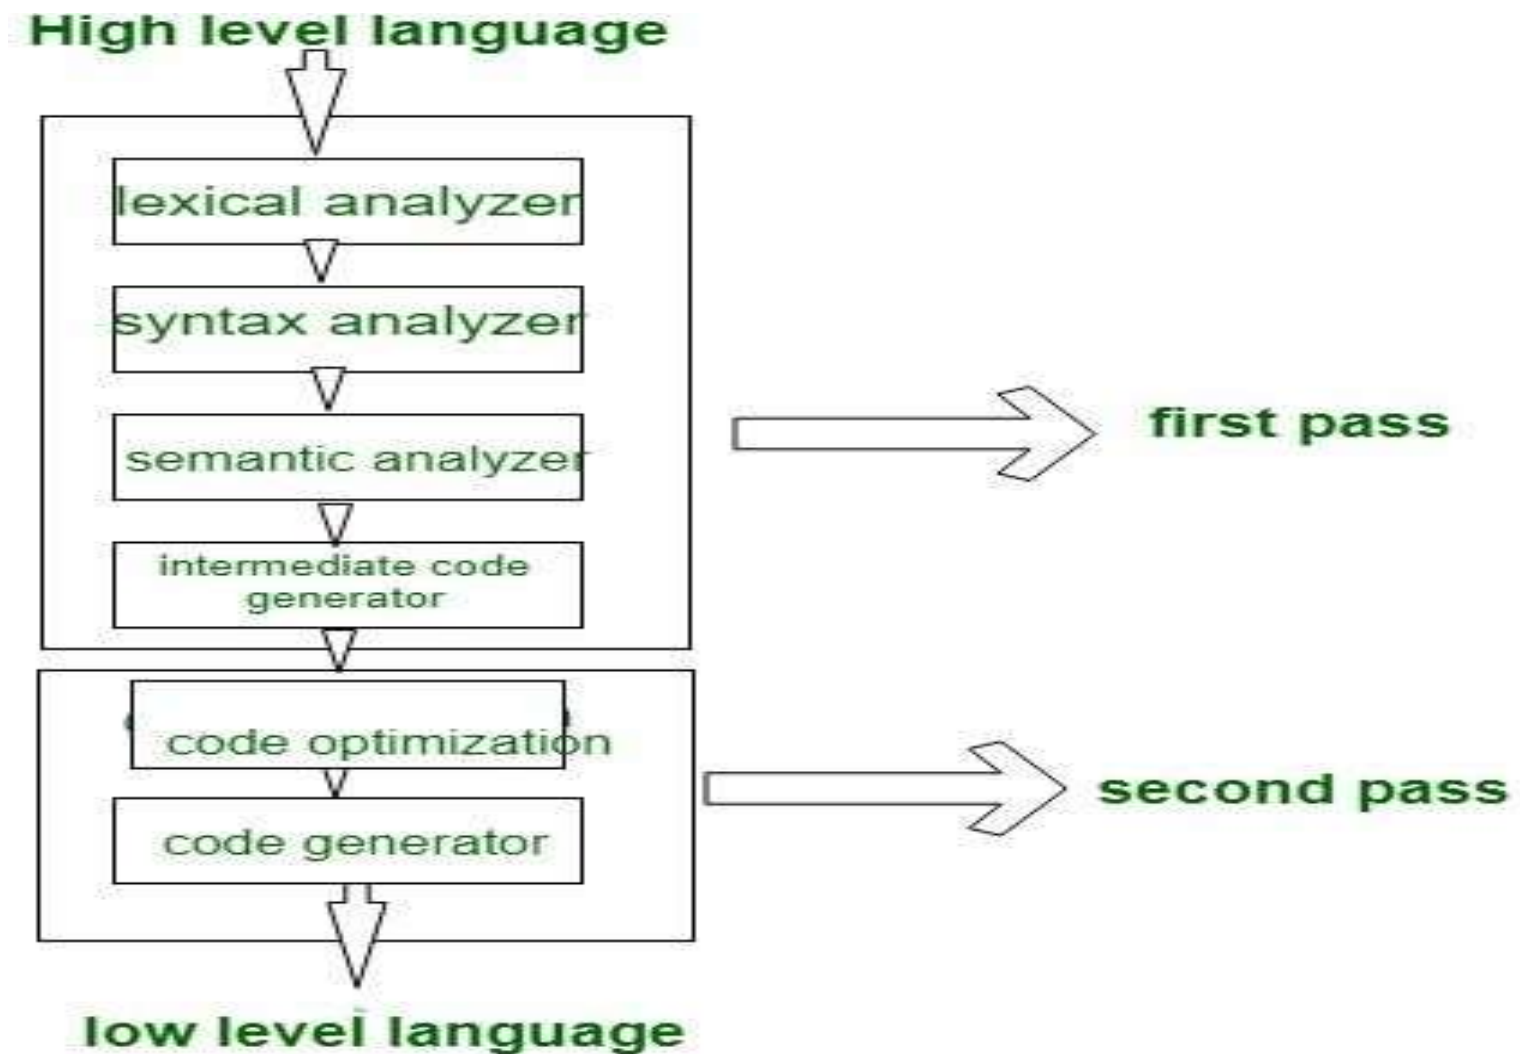 High level language
lexical analyzer
syntax analyzer
semantic analyzer
first pass
intermediate code
generator
code optimization
second pass
code generator
low level language